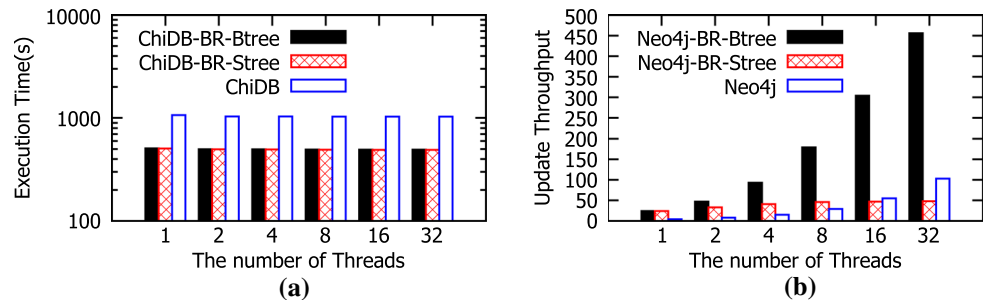 10000
1000
100
Execution Time(s)
ChiDB-BR-Btree
ChiDB-BR-Stree
ChiDB
1 2 4 8 16 32
The number of Threads
(a)
500
450
400
350
300
250
200
150
100
50
0
Update Throughput
Neo4j-BR-Btree
Neo4j-BR-Stree
Neo4j
1 2 4 8 16 32
The number of Threads
(b)